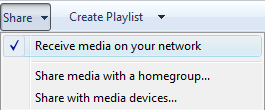 Share Create Playlist
Receive media on your network
Share media with a homegroup...
Share with media devices...